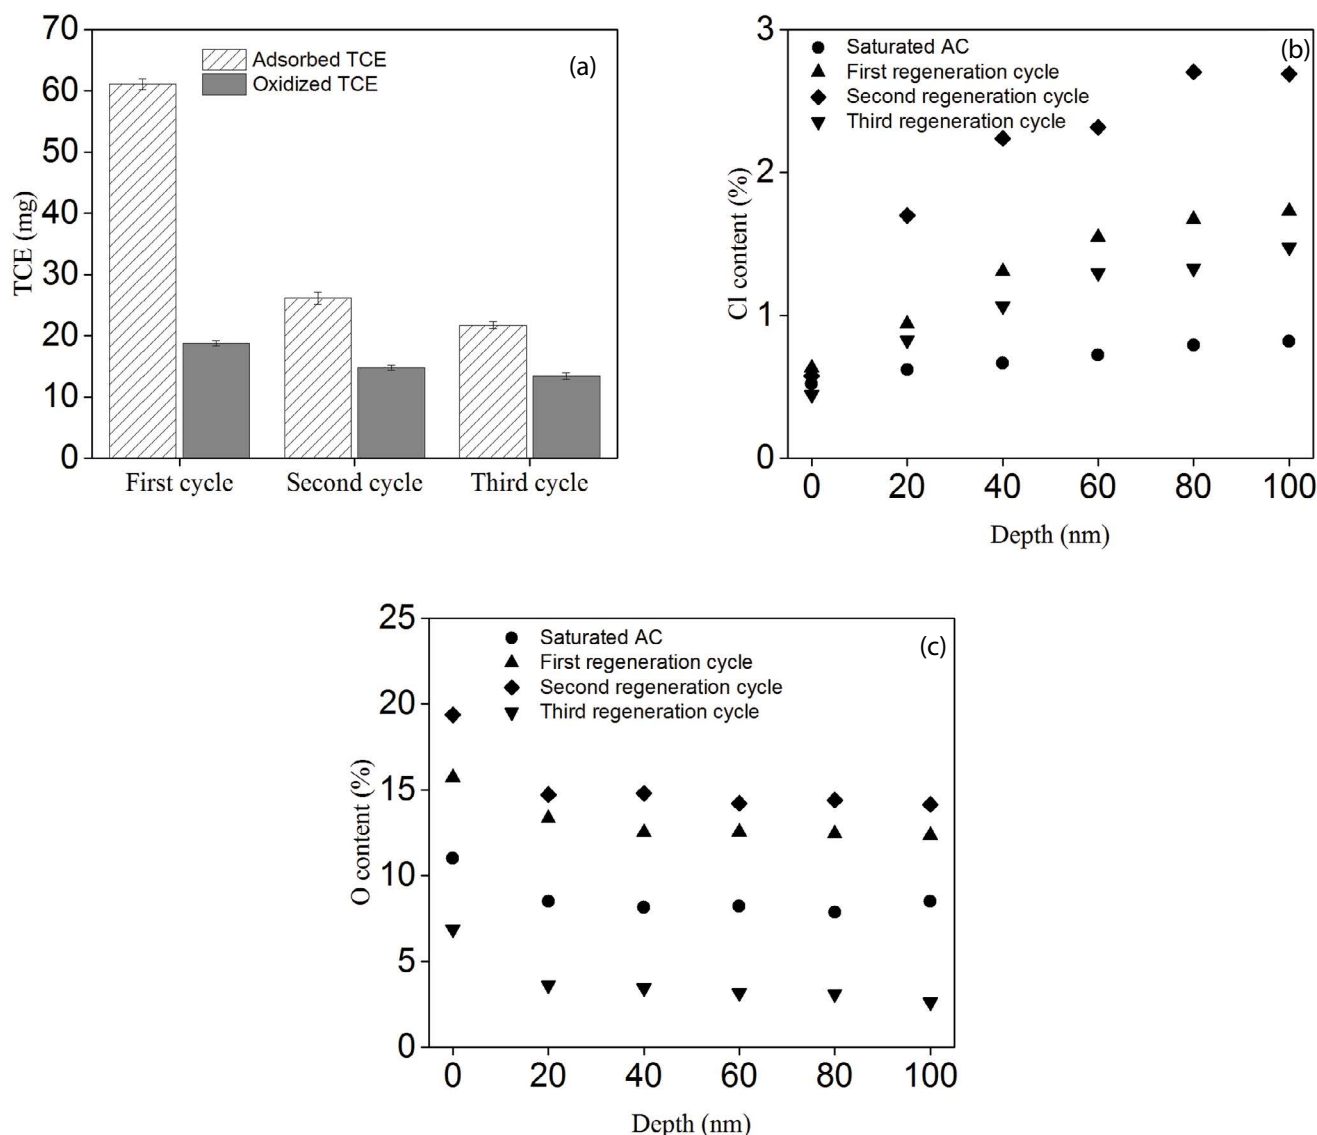 70
60
50
40
30
20
10
0
TCE (mg)
Adsorbed TCE
Oxidized TCE
(a)
First cycle
Second cycle
Third cycle
3
2
1
0
Cl content (%)
Saturated AC
First regeneration cycle
Second regeneration cycle
Third regeneration cycle
(b)
0 20 40 60 80 100
Depth (nm)
25
20
15
10
5
0
O content (%)
Saturated AC
First regeneration cycle
Second regeneration cycle
Third regeneration cycle
(c)
0 20 40 60 80 100
Depth (nm)